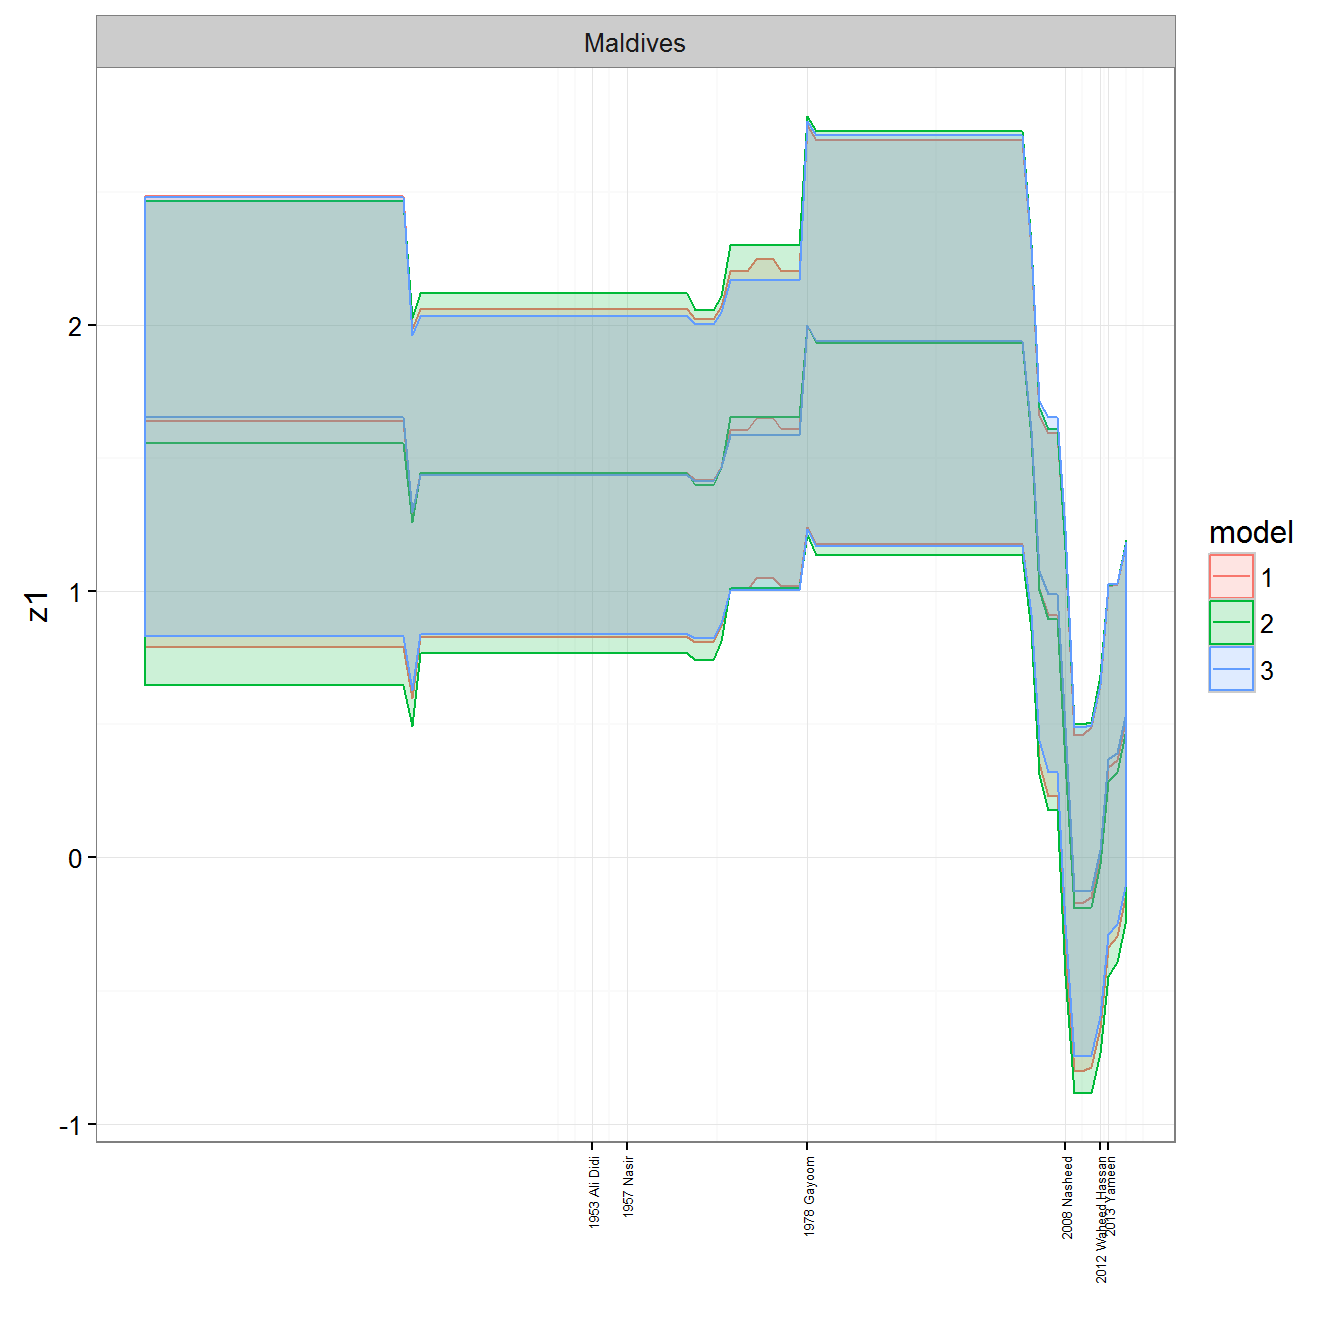 Maldives
z1
2
1
0
-1
1953 Ali Didi
1957 Nasir
1978 Gayoom
2008 Nasheed
2012 Waheed Hassan
2013 Yameen
model
1
2
3